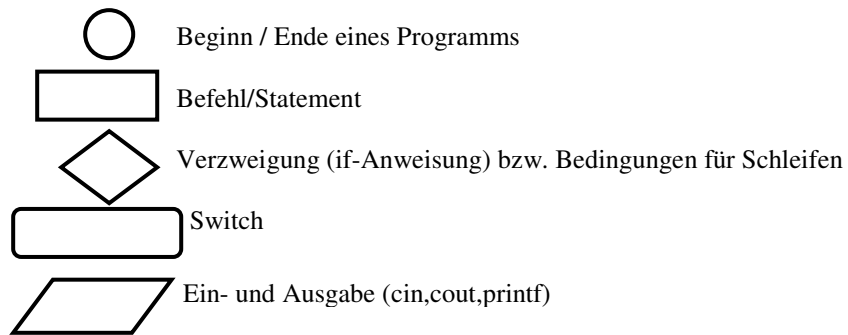 Beginn / Ende eines Programms
Befehl/Statement
Verzweigung (if-Anweisung) bzw. Bedingungen für Schleifen
Switch
Ein- und Ausgabe (cin,cout,printf)